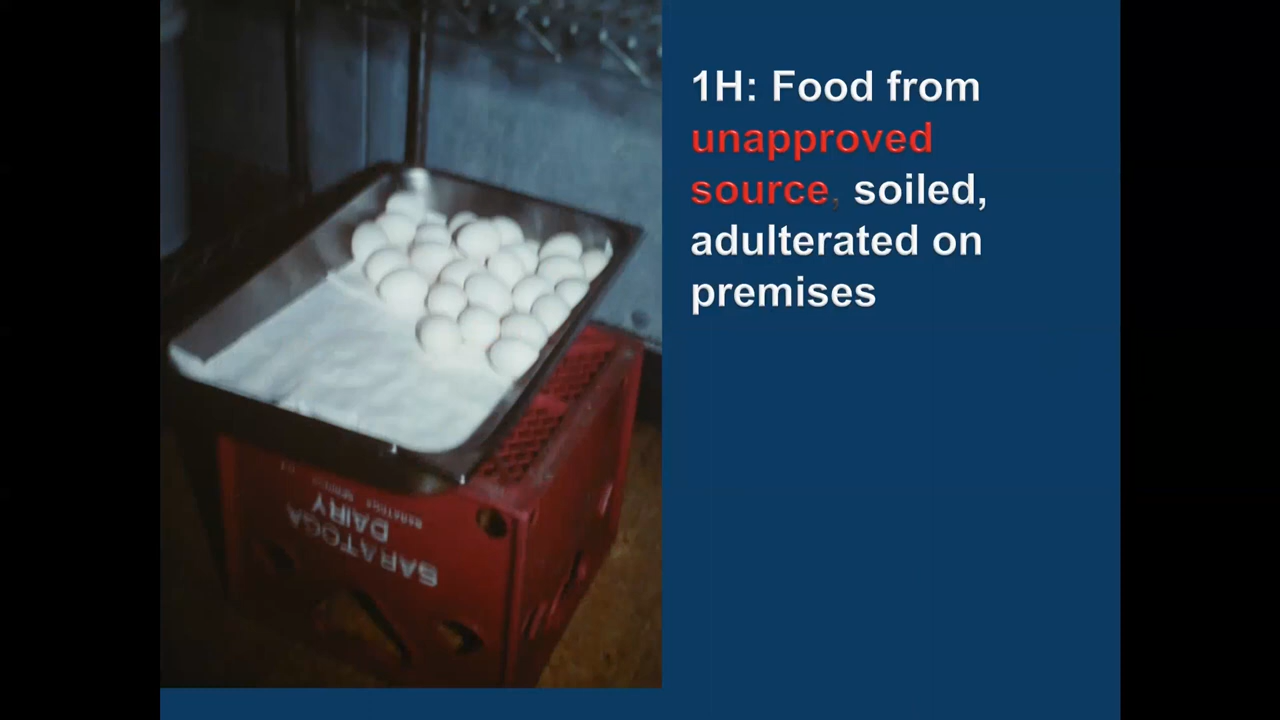 1H: Food from
unapproved
source, soiled,
adulterated on
premises
SARATOGA
DAIRY